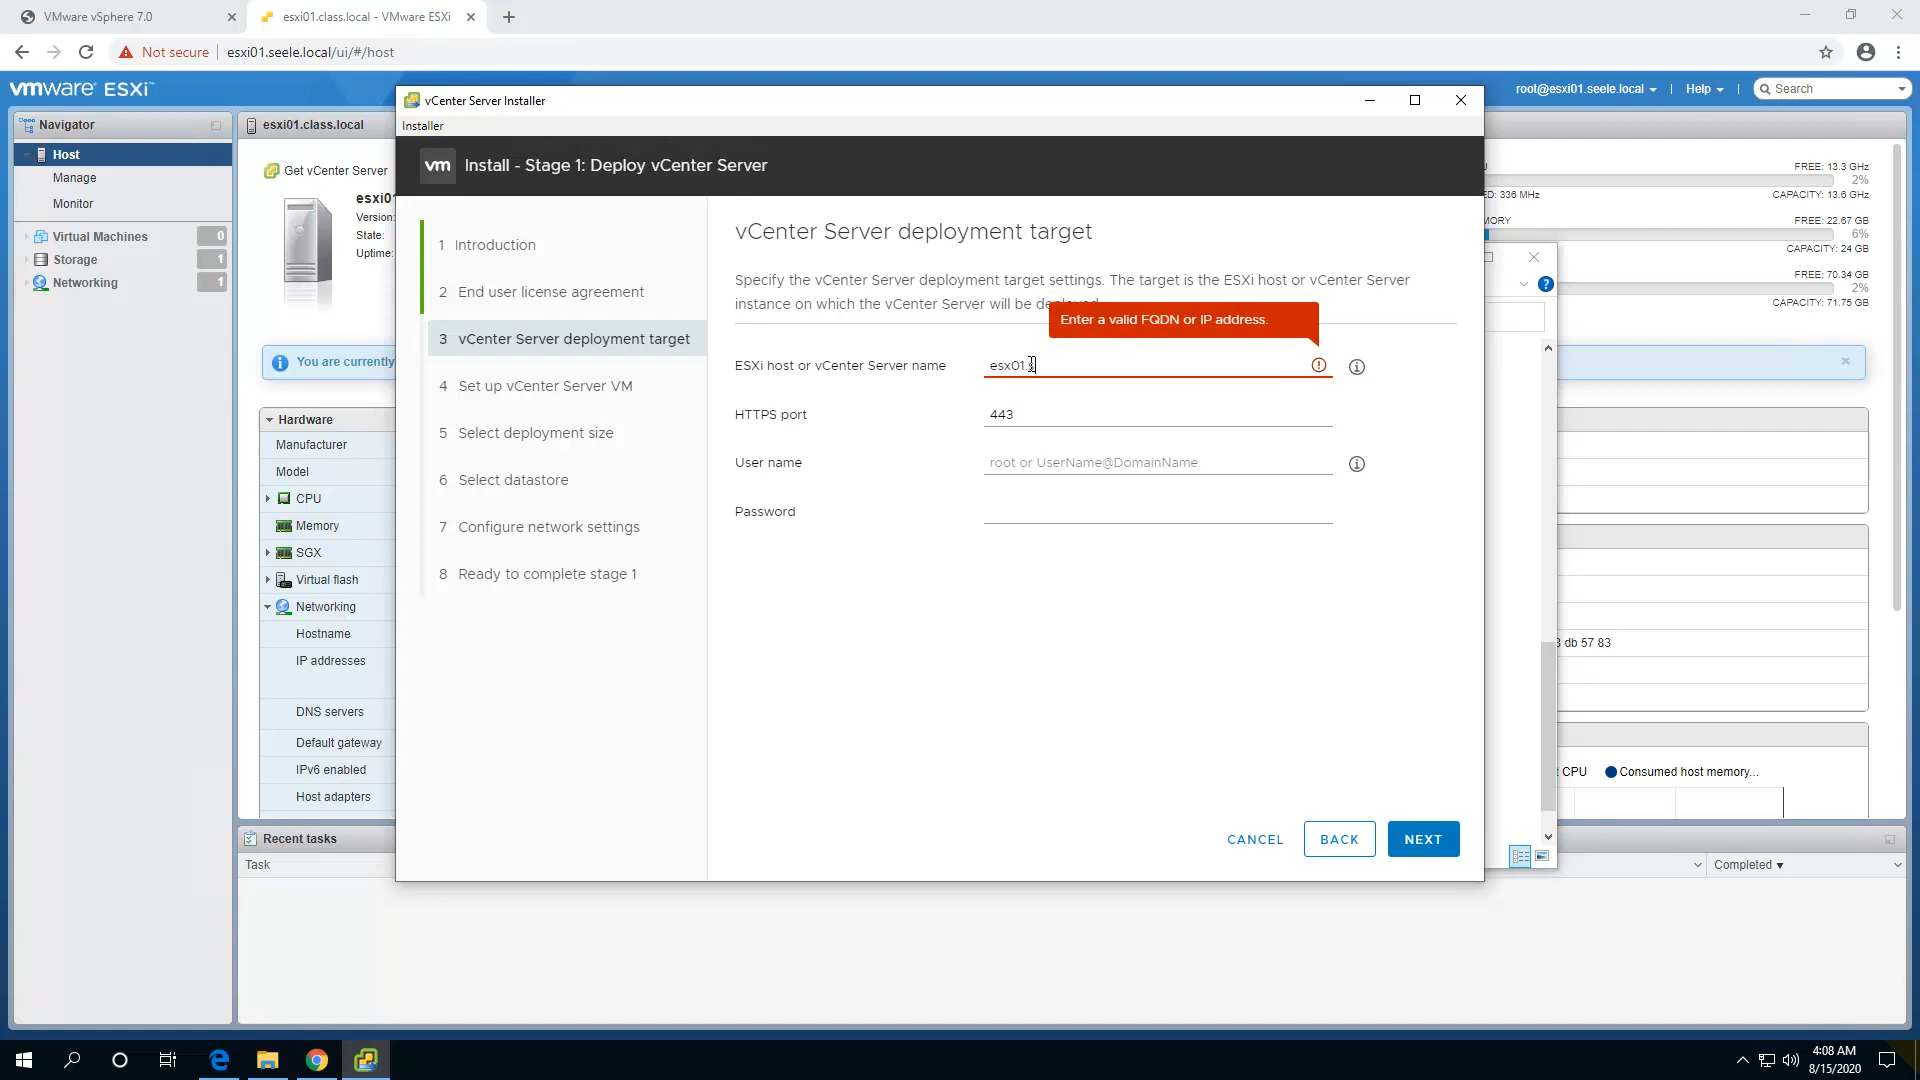 VMware vSphere 7.0
esxi01.class.local - VMware ESXi
Not secure
esxi01.seele.local/ui/#/host
vmware ESXi™
root@esxi01.seele.local
Help
Search
Navigator
Host
Manage
Monitor
Virtual Machines 0
Storage 1
Networking 1
esxi01.class.local
Get vCenter Server
Version:
State:
Uptime:
You are currently
Hardware
Manufacturer
Model
CPU
Memory
SGX
Virtual flash
Networking
Hostname
IP addresses
DNS servers
Default gateway
IPv6 enabled
Host adapters
Recent tasks
Task
vCenter Server Installer
Installer
vm Install - Stage 1: Deploy vCenter Server
1 Introduction
2 End user license agreement
3 vCenter Server deployment target
4 Set up vCenter Server VM
5 Select deployment size
6 Select datastore
7 Configure network settings
8 Ready to complete stage 1
vCenter Server deployment target
Specify the vCenter Server deployment target settings. The target is the ESXi host or vCenter Server
instance on which the vCenter Server will be
Enter a valid FQDN or IP address.
ESXi host or vCenter Server name
esx01.s
HTTPS port
443
User name
root or UserName@DomainName
Password
CANCEL
BACK
NEXT
FREE: 13.3 GHz
2%
ED: 336 MHz
CAPACITY: 13.6 GHz
MORY
FREE: 22.67 GB
6%
CAPACITY: 24 GB
FREE: 70.34 GB
2%
CAPACITY: 71.75 GB
db 57 83
CPU
Consumed host memory...
Completed ▼
4:08 AM
8/15/2020